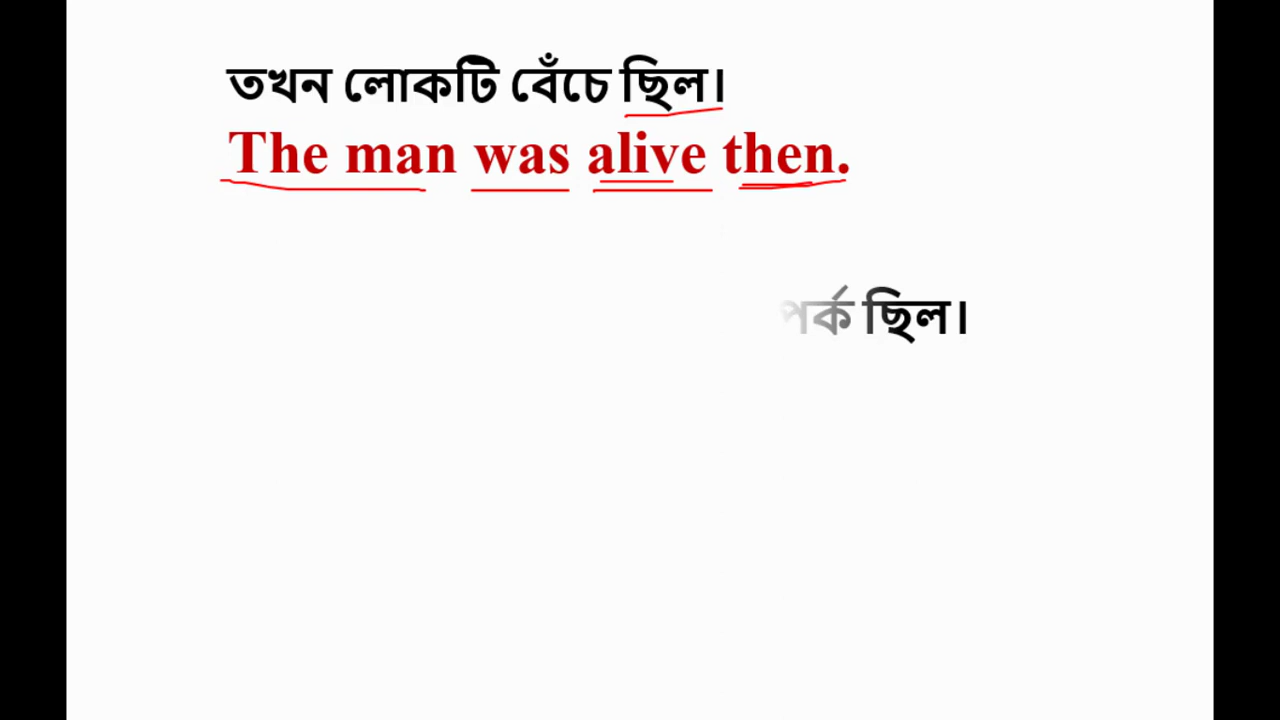 তখন লোকটি বেঁচে ছিল।
The man was alive then.
ছিল।